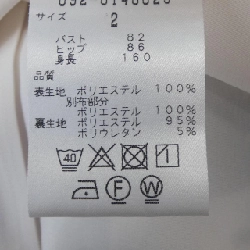 サイズ
2
バスト 82
ヒップ 86
身長 160
品質
表生地 ポリエステル 100%
別布部分
ポリエステル 100%
裏生地 ポリエステル 95%
ポリウレタン 5%
40
1
F W